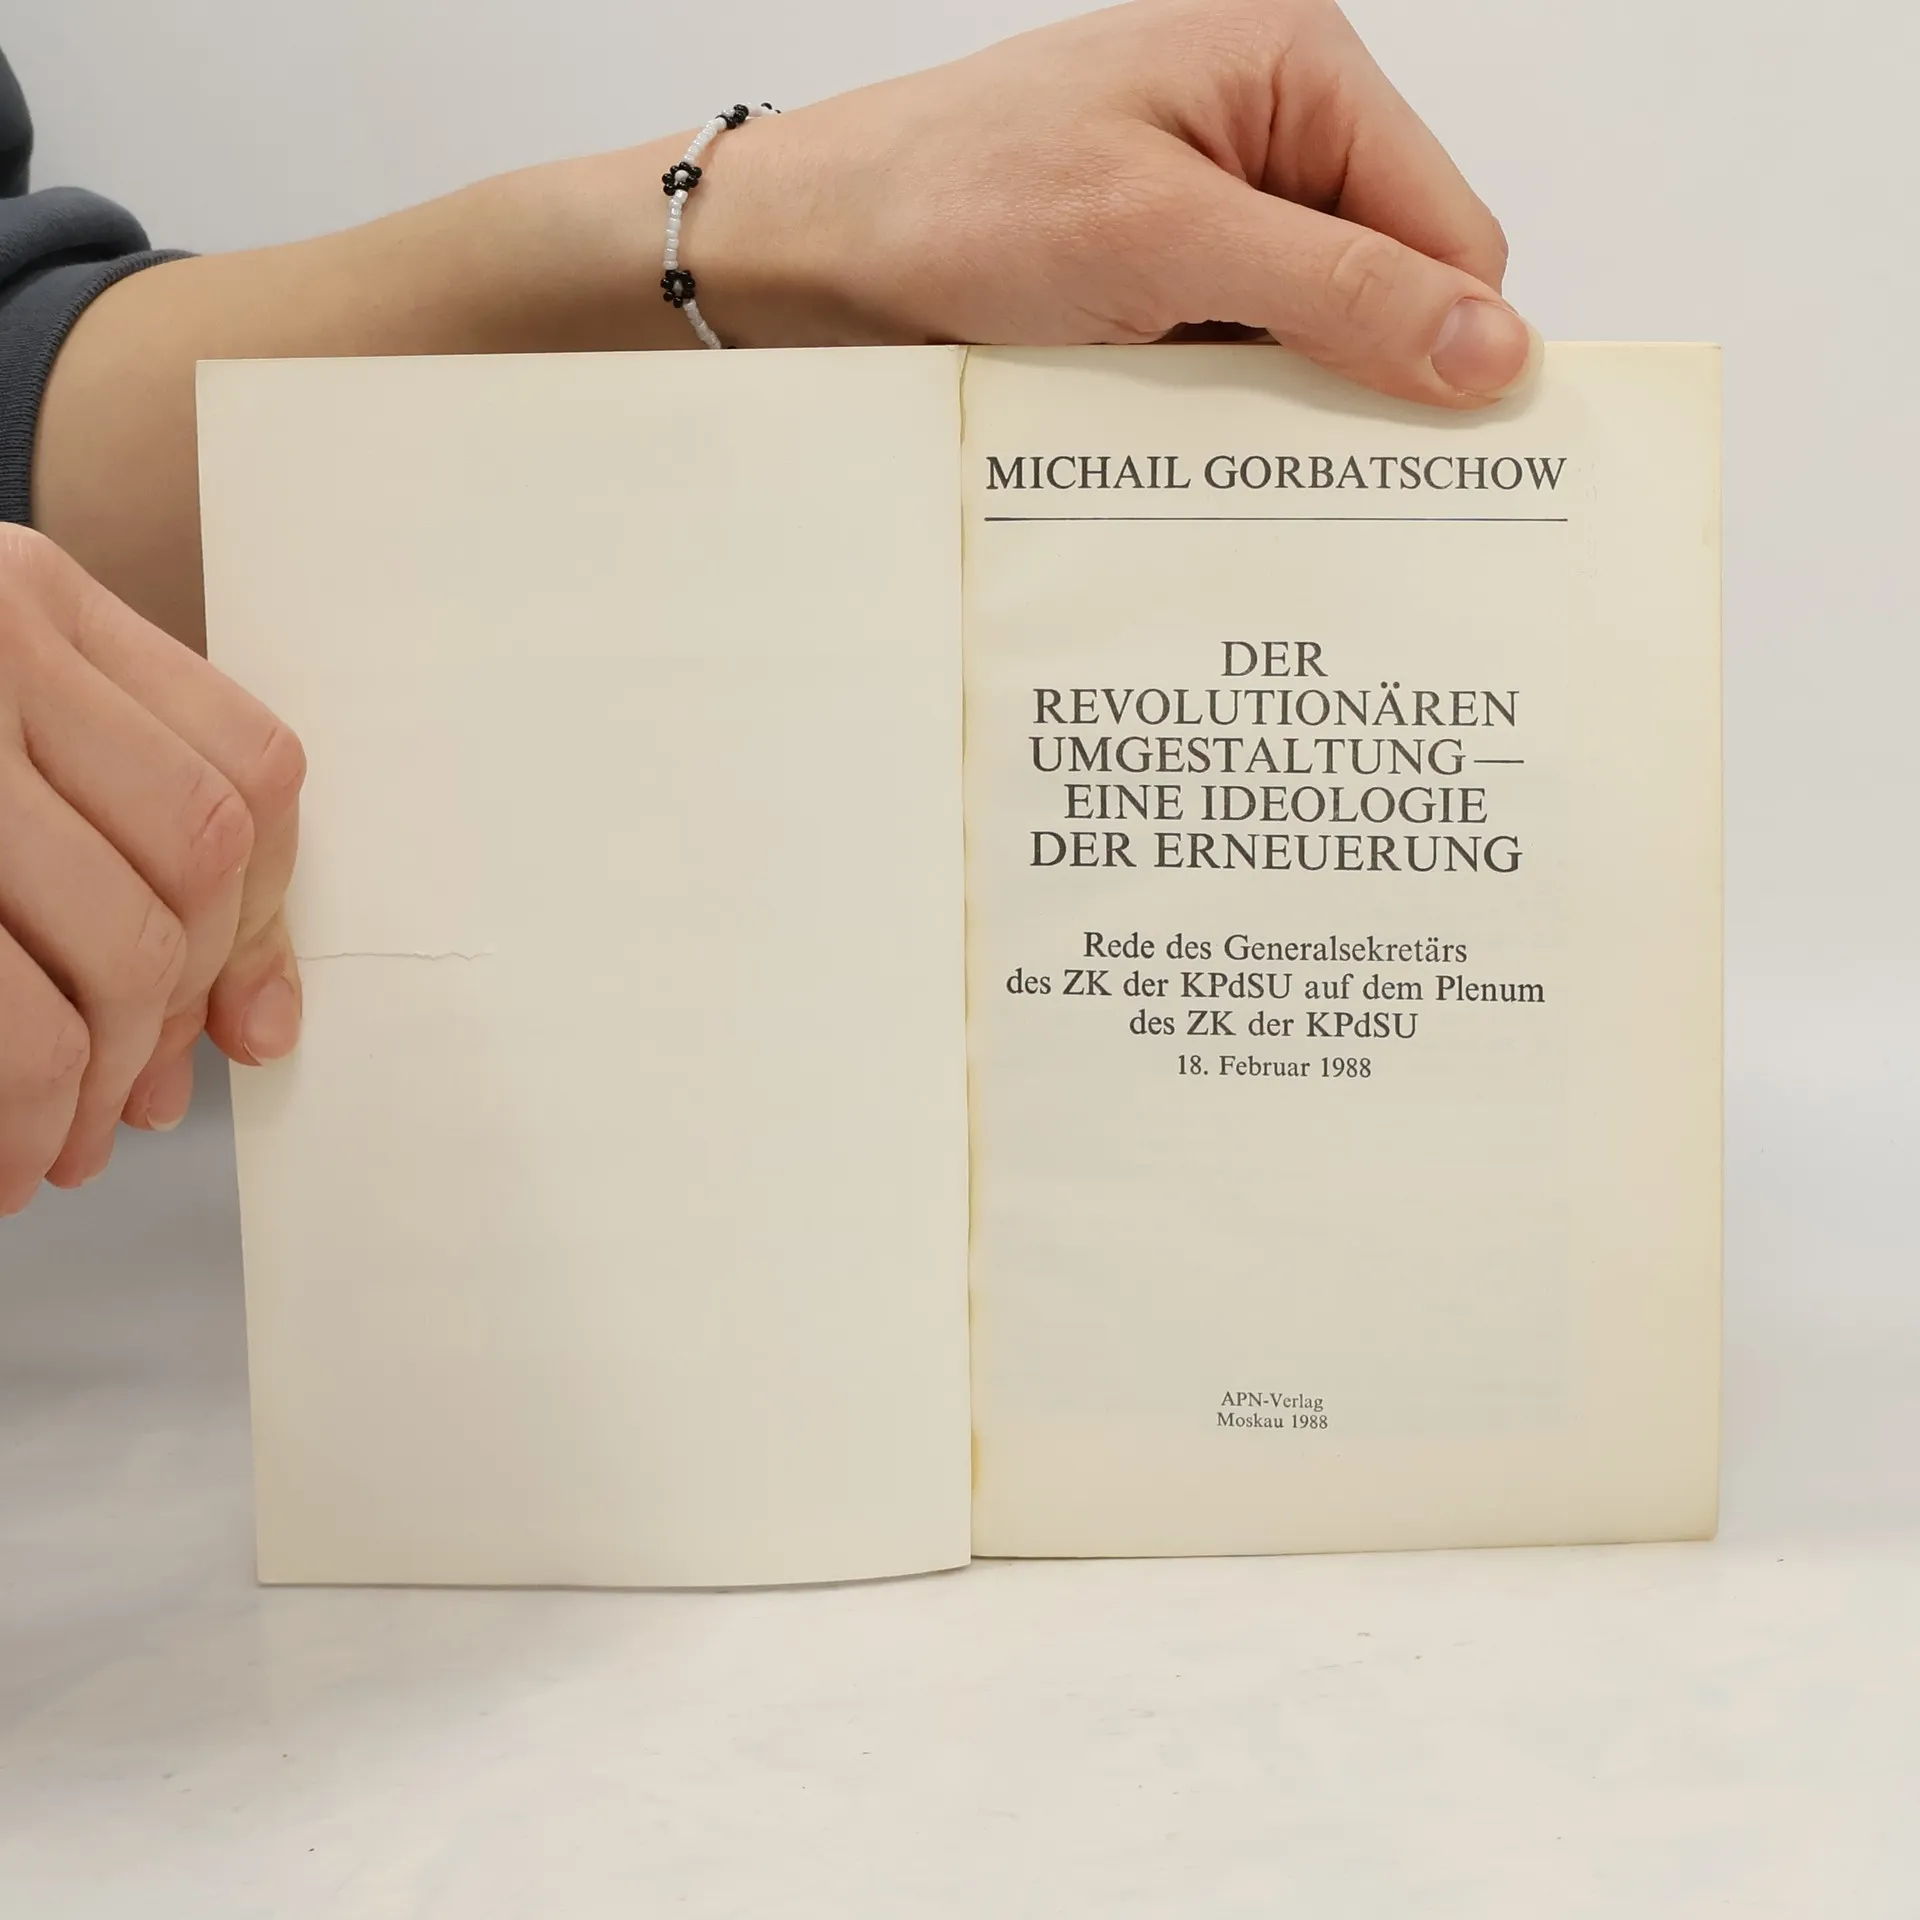 MICHAIL GORBATSCHOW
DER
REVOLUTIONÄREN
UMGESTALTUNG—
EINE IDEOLOGIE
DER ERNEUERUNG
Rede des Generalsekretärs
des ZK der KPdSU auf dem Plenum
des ZK der KPdSU
18. Februar 1988
APN-Verlag
Moskau 1988